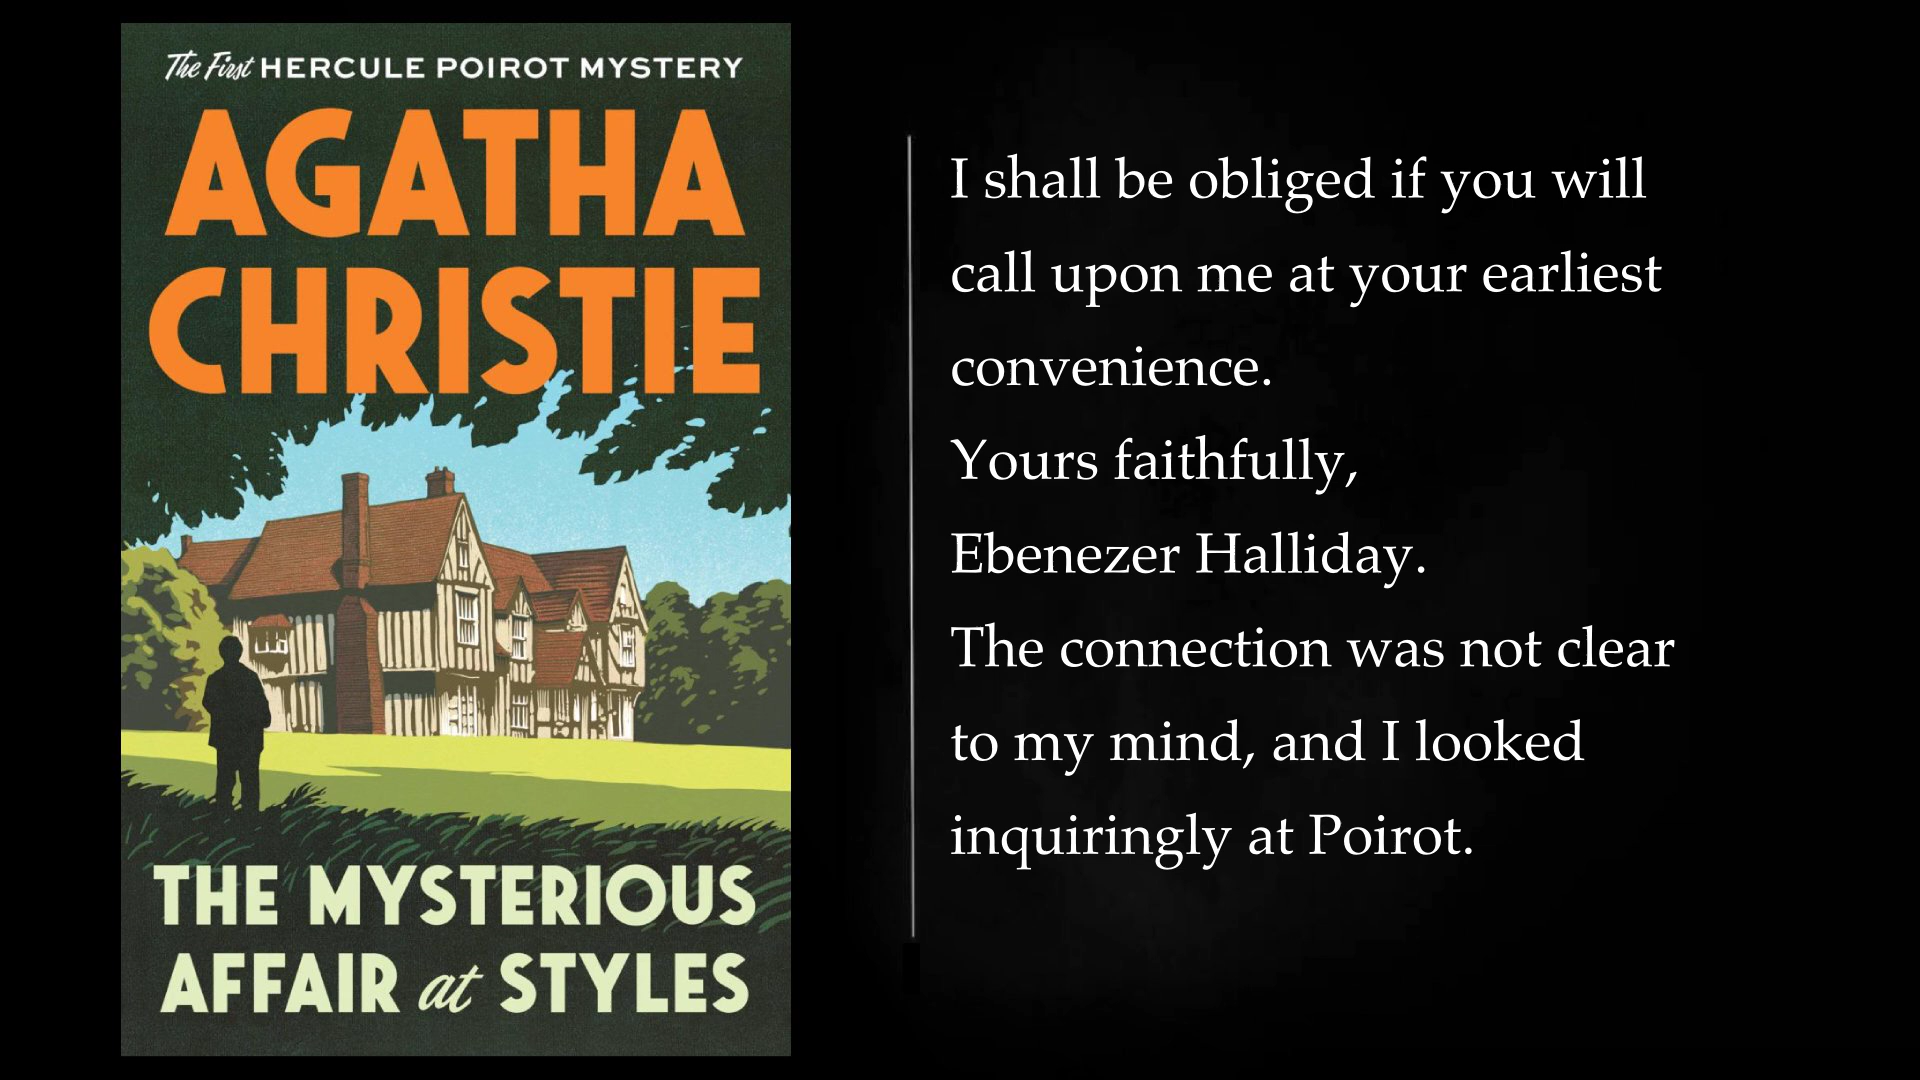 The First HERCULE POIROT MYSTERY
AGATHA
CHRISTIE
THE MYSTERIOUS
AFFAIR at STYLES
I shall be obliged if you will
call upon me at your earliest
convenience.
Yours faithfully,
Ebenezer Halliday.
The connection was not clear
to my mind, and I looked
inquiringly at Poirot.